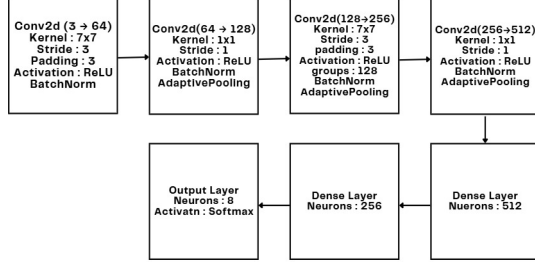 Conv2d (3 → 64)
Kernel : 7x7
Stride : 3
Padding : 3
Activation : ReLU
BatchNorm
Conv2d(64 → 128)
Kernel : 1x1
Stride : 1
Activation : ReLU
BatchNorm
AdaptivePooling
Conv2d(128→256)
Kernel : 7x7
Stride : 3
padding : 3
Activation : ReLU
groups : 128
BatchNorm
AdaptivePooling
Conv2d(256→512)
Kernel : 1x1
Stride : 1
Activation : ReLU
BatchNorm
AdaptivePooling
Dense Layer
Nuerons : 512
Dense Layer
Neurons : 256
Output Layer
Neurons : 8
Activatn : Softmax